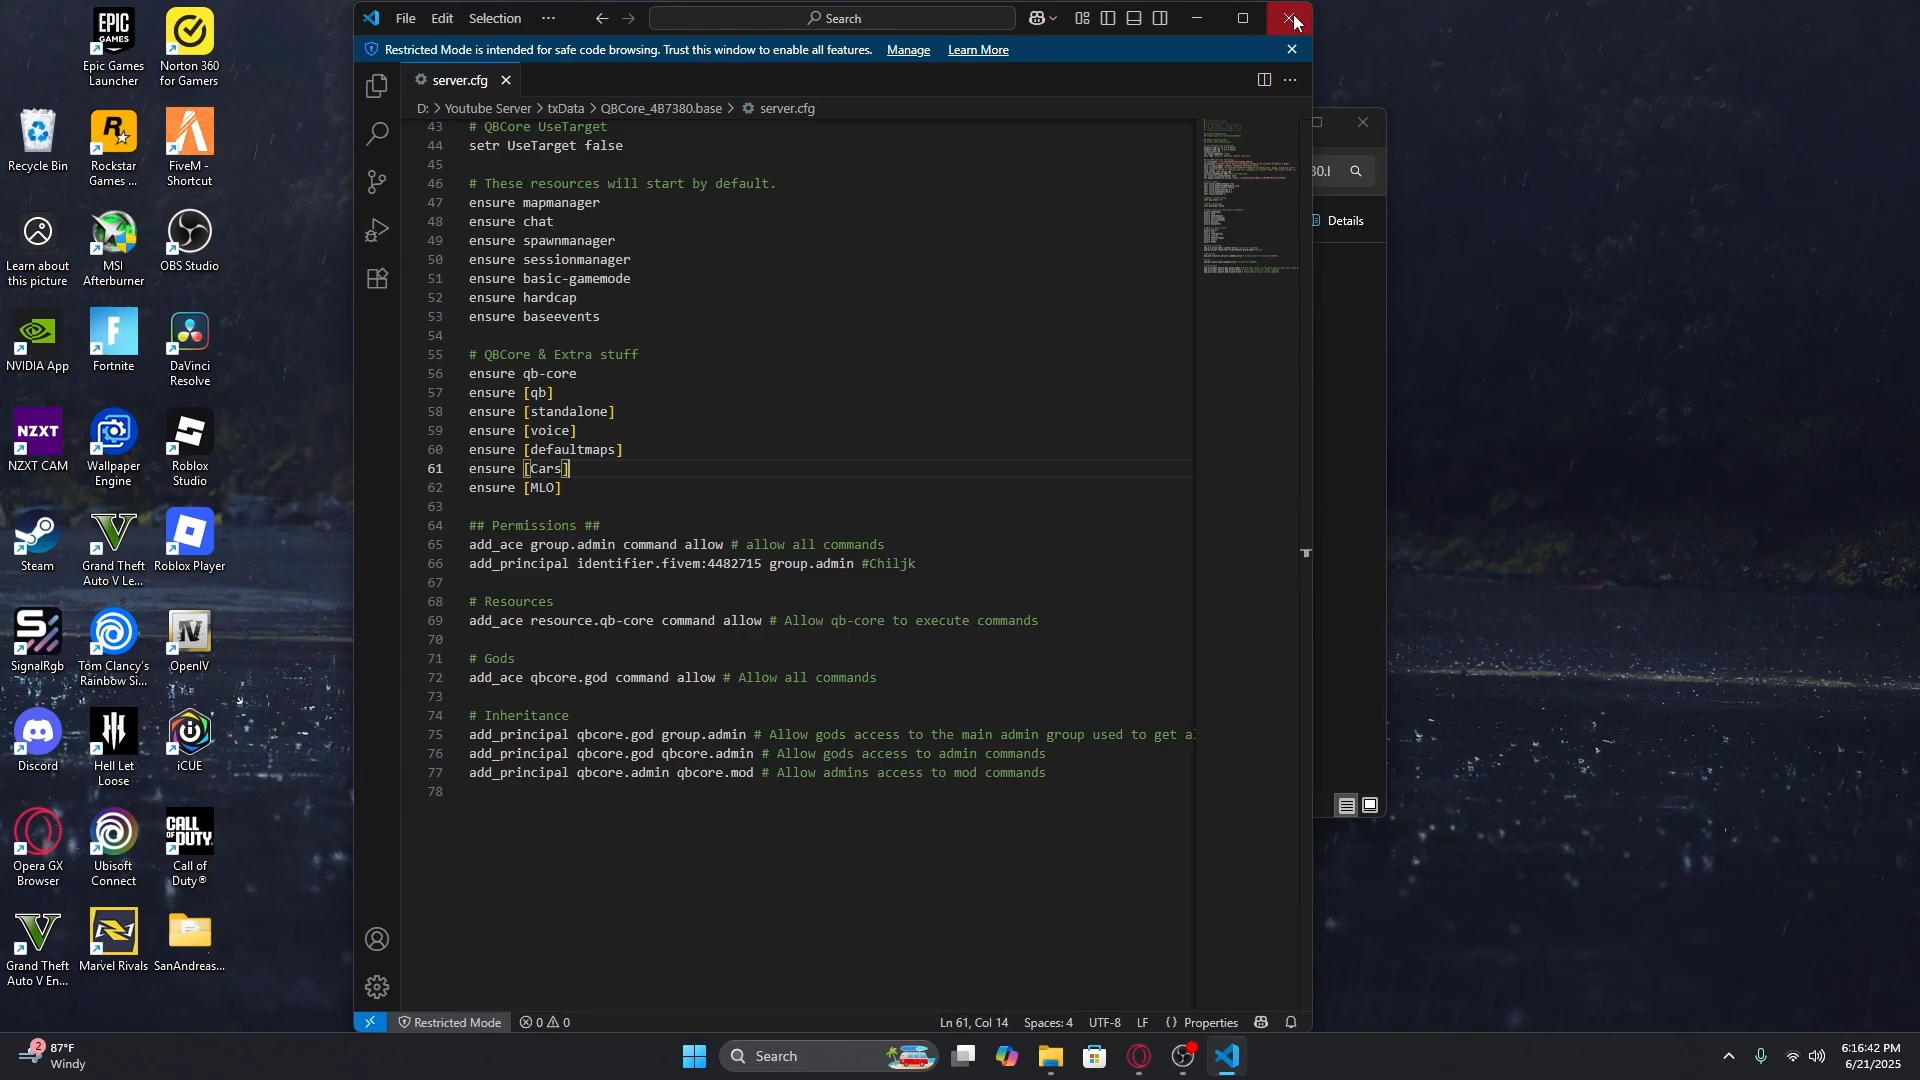 File Edit Selection ··· Search
Restricted Mode is intended for safe code browsing. Trust this window to enable all features. Manage Learn More
server.cfg
D: > Youtube Server > txData > QBCore_4B7380.base > server.cfg
43 # QBCore UseTarget
44 setr UseTarget false
45
46 # These resources will start by default.
47 ensure mapmanager
48 ensure chat
49 ensure spawnmanager
50 ensure sessionmanager
51 ensure basic-gamemode
52 ensure hardcap
53 ensure baseevents
54
55 # QBCore & Extra stuff
56 ensure qb-core
57 ensure [qb]
58 ensure [standalone]
59 ensure [voice]
60 ensure [defaultmaps]
61 ensure [Cars]
62 ensure [MLO]
63
64 ## Permissions ##
65 add_ace group.admin command allow # allow all commands
66 add_principal identifier.fivem:4482715 group.admin #Chiljk
67
68 # Resources
69 add_ace resource.qb-core command allow # Allow qb-core to execute commands
70
71 # Gods
72 add_ace qbcore.god command allow # Allow all commands
73
74 # Inheritance
75 add_principal qbcore.god group.admin # Allow gods access to the main admin group used to get al
76 add_principal qbcore.god qbcore.admin # Allow gods access to admin commands
77 add_principal qbcore.admin qbcore.mod # Allow admins access to mod commands
78
Restricted Mode 0 0 Ln 61, Col 14 Spaces: 4 UTF-8 LF { } Properties
Details
Epic Games
Launcher
Norton 360
for Gamers
Recycle Bin
Rockstar
Games ...
FiveM -
Shortcut
Learn about
this picture
MSI
Afterburner
OBS Studio
NVIDIA App
Fortnite
DaVinci
Resolve
NZXT
NZXT CAM
Wallpaper
Engine
Roblox
Studio
Steam
Grand Theft
Auto V Le...
Roblox Player
SignalRgb
Tom Clancy's
Rainbow Si...
OpenIV
Discord
Hell Let
Loose
iCUE
Opera GX
Browser
Ubisoft
Connect
CALL OF DUTY
Call of
Duty®
Grand Theft
Auto V En...
Marvel Rivals
SanAndreas...
2
87°F
Windy
Search
6:16:42 PM
6/21/2025